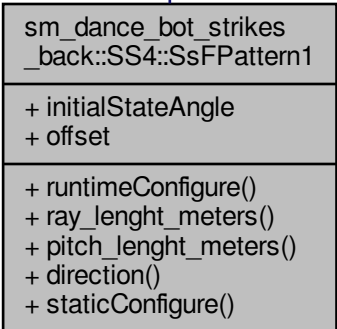 sm_dance_bot_strikes
_back::SS4::SsFPattern1
+ initialStateAngle
+ offset
+ runtimeConfigure()
+ ray_lenght_meters()
+ pitch_lenght_meters()
+ direction()
+ staticConfigure()